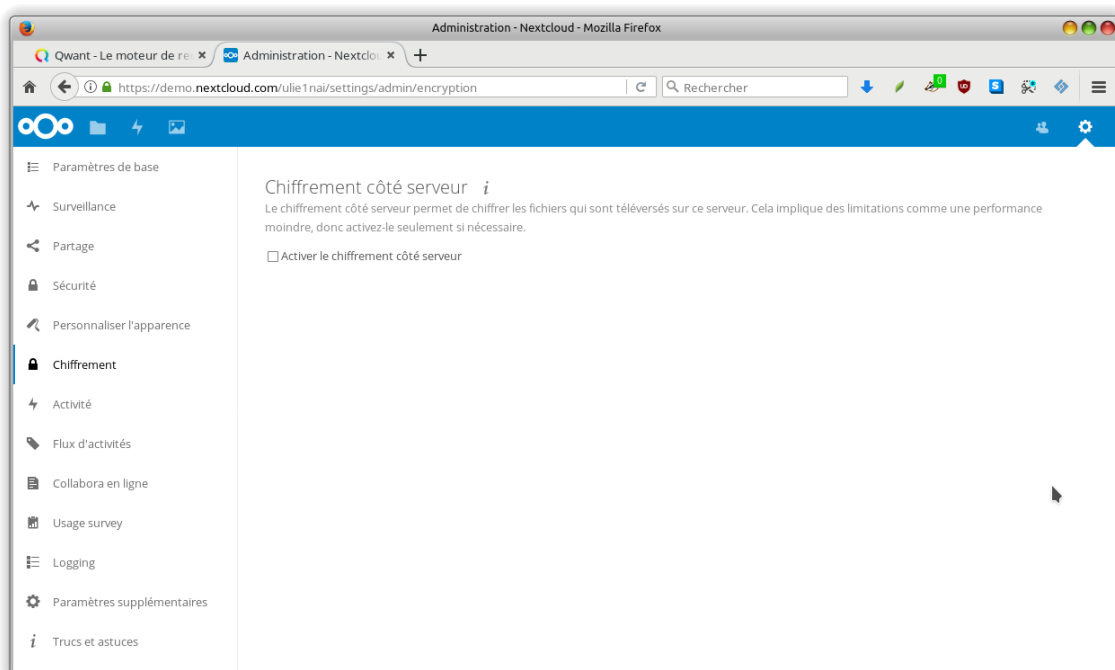 Administration - Nextcloud - Mozilla Firefox
Qwant - Le moteur de re
Administration - Nextclou
https://demo.nextcloud.com/ulie1nai/settings/admin/encryption
Rechercher
0
Paramètres de base
Surveillance
Partage
Sécurité
Personnaliser l'apparence
Chiffrement
Activité
Flux d'activités
Collabora en ligne
Usage survey
Logging
Paramètres supplémentaires
Trucs et astuces
Chiffrement côté serveur i
Le chiffrement côté serveur permet de chiffrer les fichiers qui sont téléversés sur ce serveur. Cela implique des limitations comme une performance
moindre, donc activez-le seulement si nécessaire.
Activer le chiffrement côté serveur